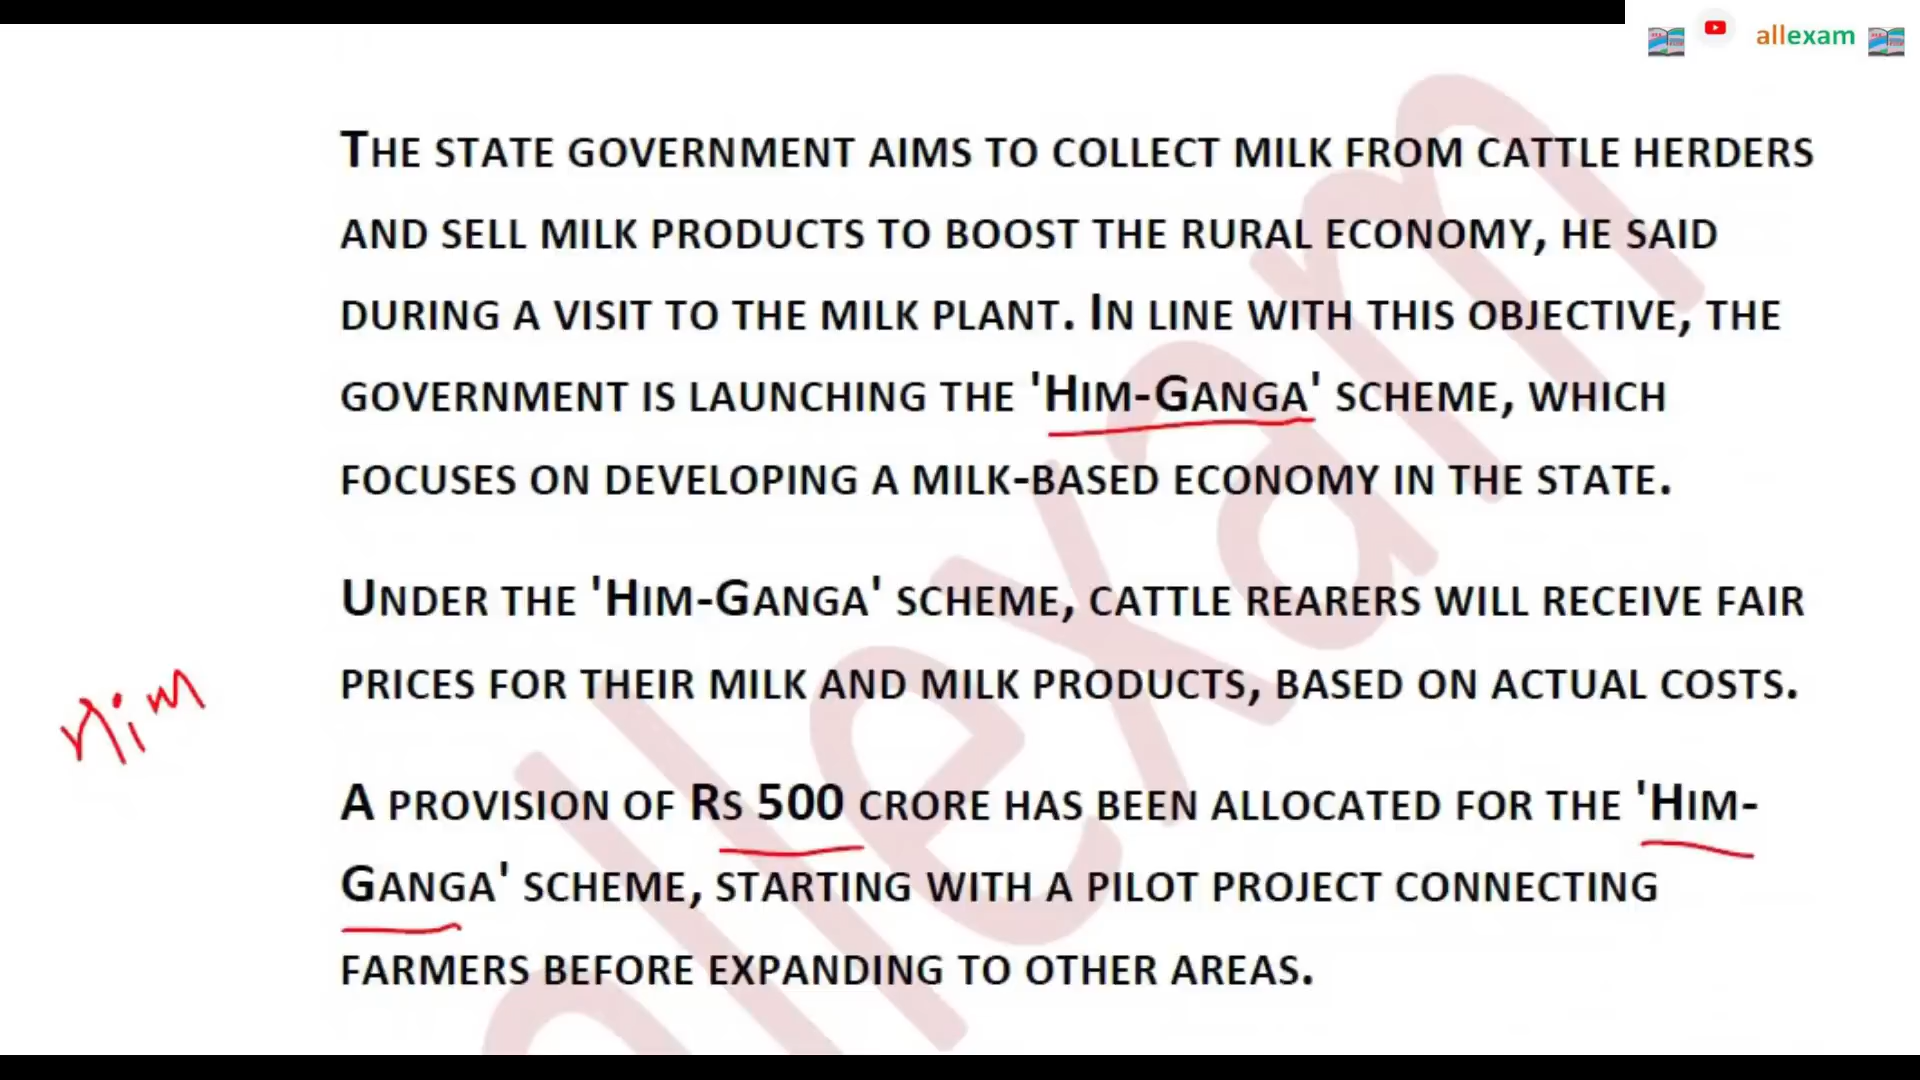 allexam
THE STATE GOVERNMENT AIMS TO COLLECT MILK FROM CATTLE HERDERS
AND SELL MILK PRODUCTS TO BOOST THE RURAL ECONOMY, HE SAID
DURING A VISIT TO THE MILK PLANT. IN LINE WITH THIS OBJECTIVE, THE
GOVERNMENT IS LAUNCHING THE 'HIM-GANGA' SCHEME, WHICH
FOCUSES ON DEVELOPING A MILK-BASED ECONOMY IN THE STATE.
UNDER THE 'HIM-GANGA' SCHEME, CATTLE REARERS WILL RECEIVE FAIR
PRICES FOR THEIR MILK AND MILK PRODUCTS, BASED ON ACTUAL COSTS.
A PROVISION OF RS 500 CRORE HAS BEEN ALLOCATED FOR THE 'HIM-
GANGA' SCHEME, STARTING WITH A PILOT PROJECT CONNECTING
FARMERS BEFORE EXPANDING TO OTHER AREAS.
allexam